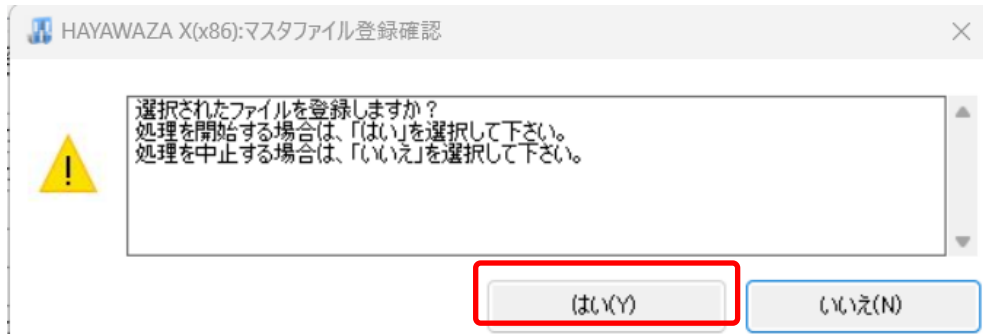 HAYAWAZA X(x86):マスタファイル登録確認
選択されたファイルを登録しますか？
処理を開始する場合は、「はい」を選択して下さい。
処理を中止する場合は、「いいえ」を選択して下さい。
はい(Y)
いいえ(N)